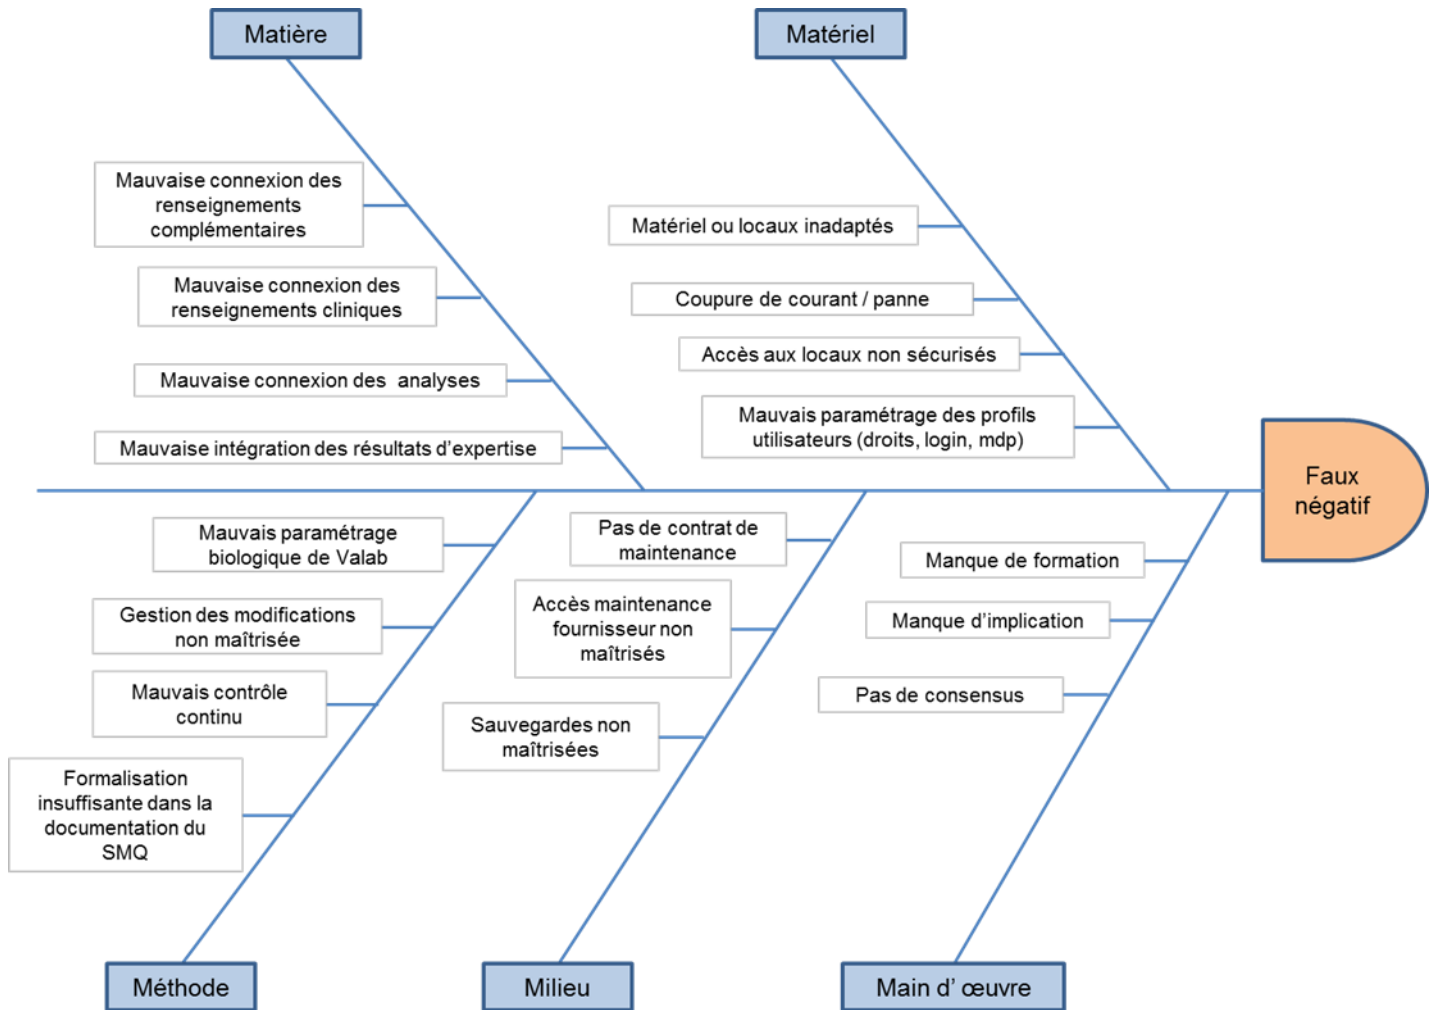 Matière
Matériel
Mauvaise connexion des
renseignements
complémentaires
Mauvaise connexion des
renseignements cliniques
Mauvaise connexion des  analyses
Mauvaise intégration des résultats d’expertise
Matériel ou locaux inadaptés
Coupure de courant / panne
Accès aux locaux non sécurisés
Mauvais paramétrage des profils
utilisateurs (droits, login, mdp)
Faux
négatif
Mauvais paramétrage
biologique de Valab
Gestion des modifications
non maîtrisée
Mauvais contrôle
continu
Formalisation
insuffisante dans la
documentation du
SMQ
Pas de contrat de
maintenance
Accès maintenance
fournisseur non
maîtrisés
Sauvegardes non
maîtrisées
Manque de formation
Manque d’implication
Pas de consensus
Méthode
Milieu
Main d’ œuvre